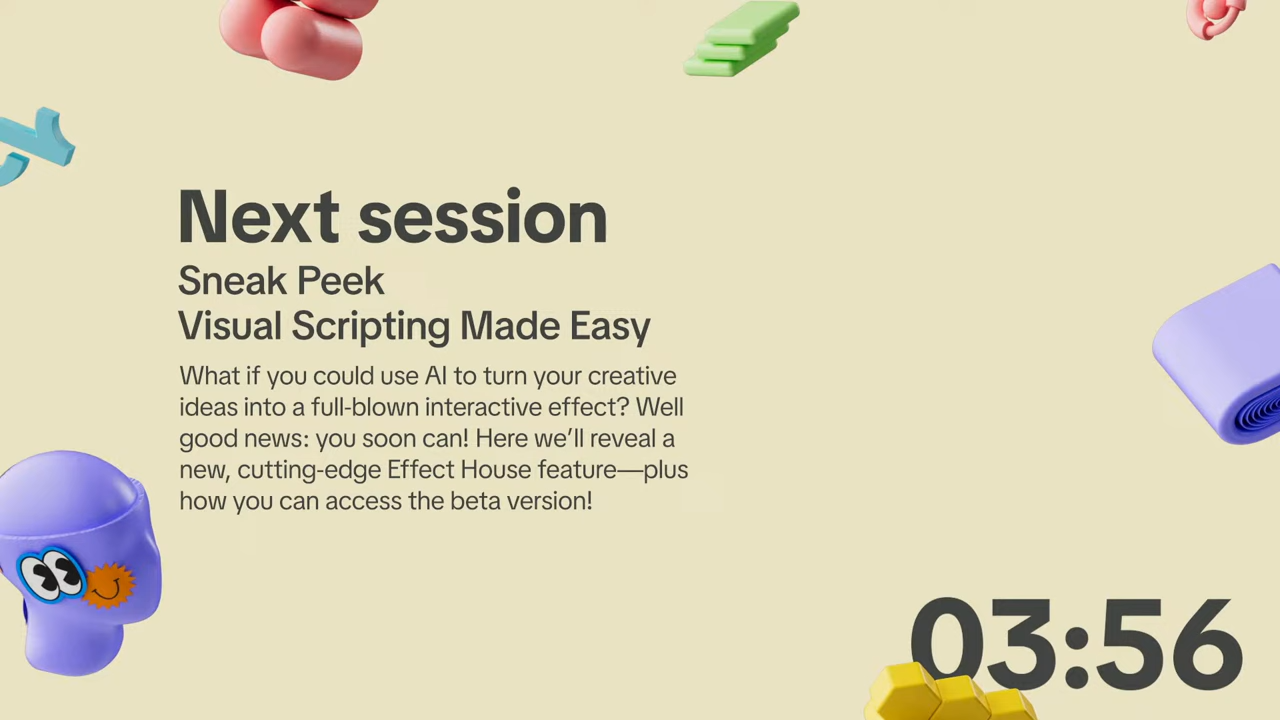 Next session
Sneak Peek
Visual Scripting Made Easy
What if you could use AI to turn your creative
ideas into a full-blown interactive effect? Well
good news: you soon can! Here we’ll reveal a
new, cutting-edge Effect House feature—plus
how you can access the beta version!
03:56